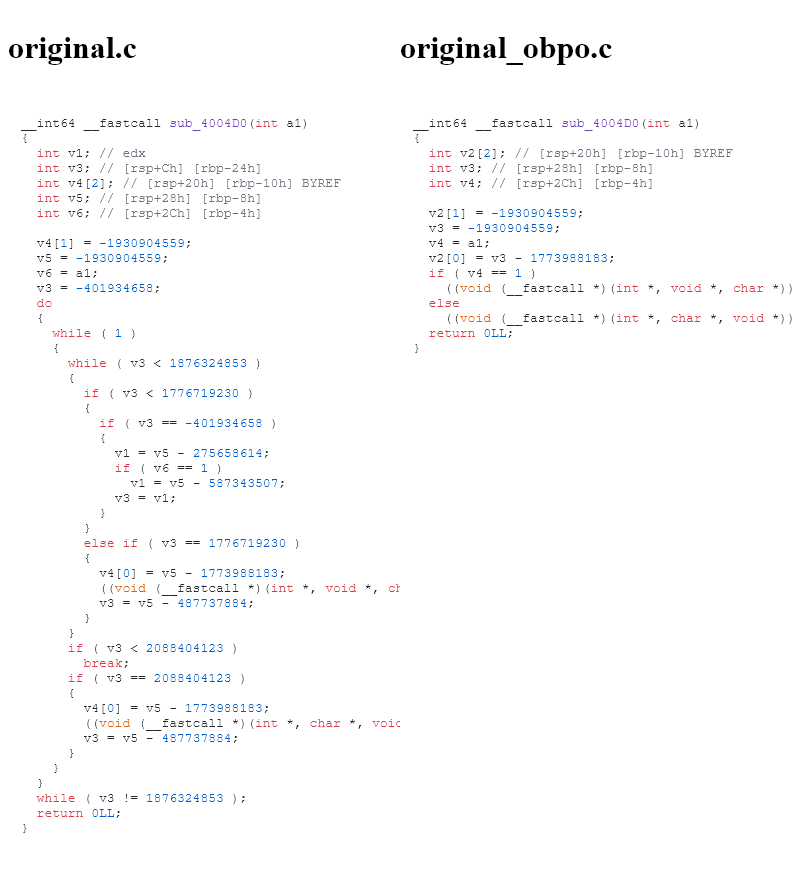 original.c
__int64 __fastcall sub_4004D0(int a1)
{
  int v1; // edx
  int v3; // [rsp+Ch] [rbp-24h]
  int v4[2]; // [rsp+20h] [rbp-10h] BYREF
  int v5; // [rsp+28h] [rbp-8h]
  int v6; // [rsp+2Ch] [rbp-4h]

  v4[1] = -1930904559;
  v5 = -1930904559;
  v6 = a1;
  v3 = -401934658;
  do
  {
    while ( 1 )
    {
      while ( v3 < 1876324853 )
      {
        if ( v3 < 1776719230 )
        {
          if ( v3 == -401934658 )
          {
            v1 = v5 - 275658614;
            if ( v6 == 1 )
              v1 = v5 - 587343507;
            v3 = v1;
          }
        }
        else if ( v3 == 1776719230 )
        {
          v4[0] = v5 - 1773988183;
          ((void (__fastcall *)(int *, void *, ch
          v3 = v5 - 487737884;
        }
      }
      if ( v3 < 2088404123 )
        break;
      if ( v3 == 2088404123 )
      {
        v4[0] = v5 - 1773988183;
        ((void (__fastcall *)(int *, char *, voic
        v3 = v5 - 487737884;
      }
    }
  }
  while ( v3 != 1876324853 );
  return 0LL;
}
original_obpo.c
__int64 __fastcall sub_4004D0(int a1)
{
  int v2[2]; // [rsp+20h] [rbp-10h] BYREF
  int v3; // [rsp+28h] [rbp-8h]
  int v4; // [rsp+2Ch] [rbp-4h]

  v2[1] = -1930904559;
  v3 = -1930904559;
  v4 = a1;
  v2[0] = v3 - 1773988183;
  if ( v4 == 1 )
    ((void (__fastcall *)(int *, void *, char *))
  else
    ((void (__fastcall *)(int *, char *, void *))
  return 0LL;
}